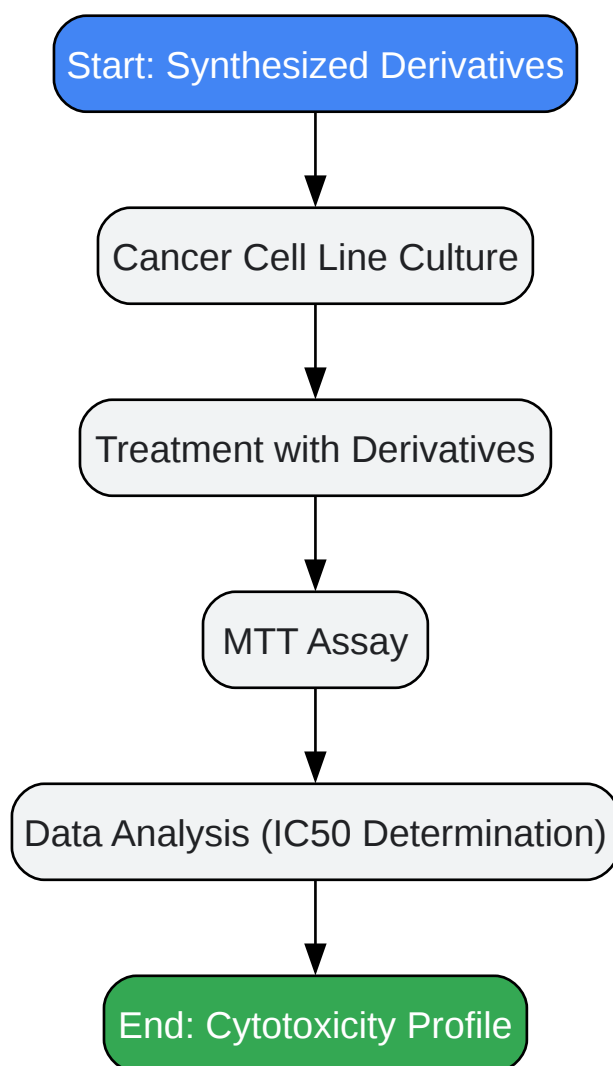 Start: Synthesized Derivatives
Cancer Cell Line Culture
Treatment with Derivatives
MTT Assay
Data Analysis (IC50 Determination)
End: Cytotoxicity Profile